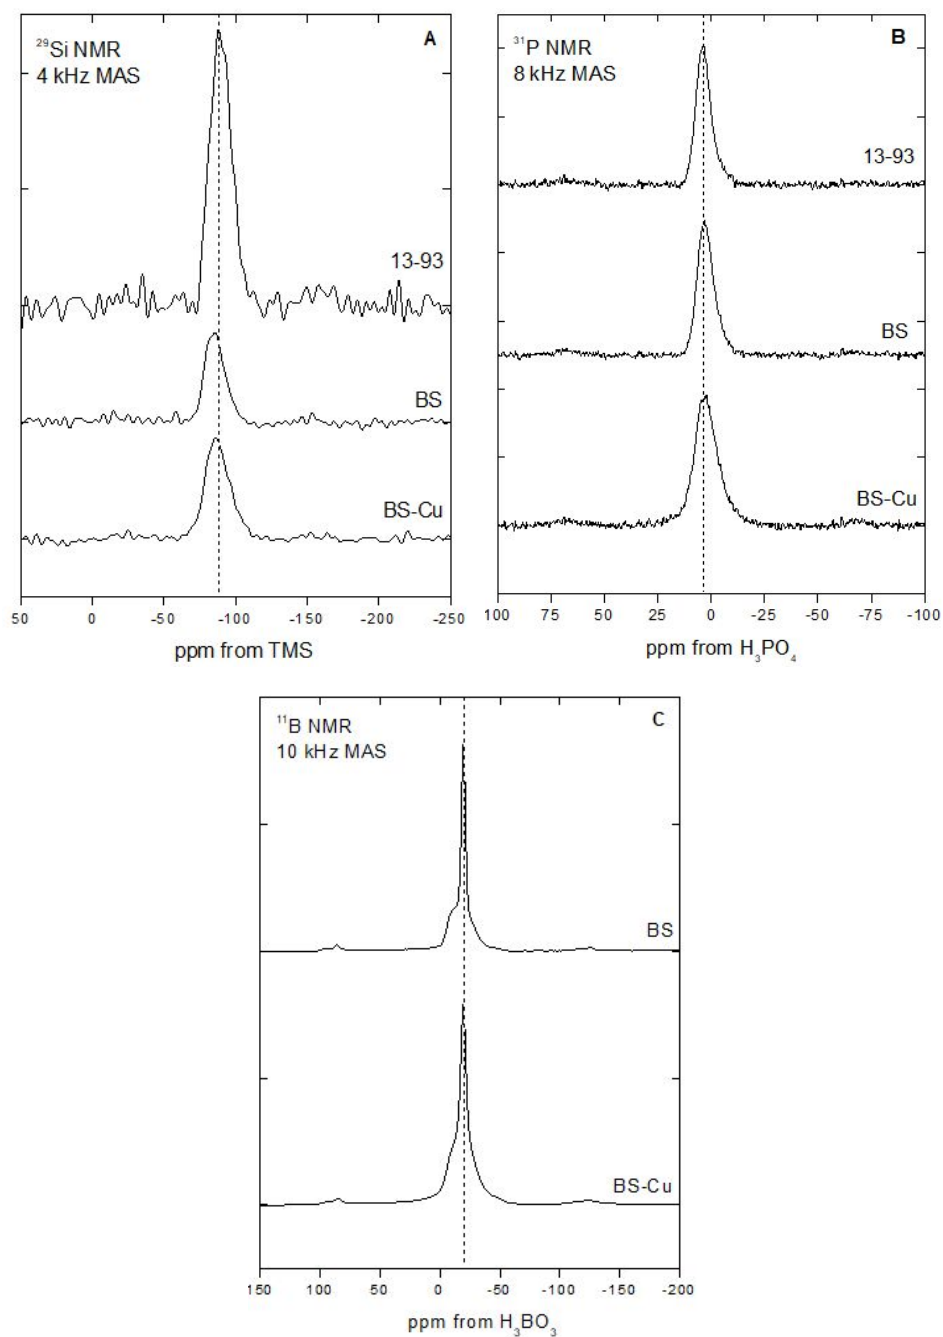 A
²⁹Si NMR
4 kHz MAS
13-93
BS
BS-Cu
50 0 -50 -100 -150 -200 -250
ppm from TMS
B
³¹P NMR
8 kHz MAS
13-93
BS
BS-Cu
100 75 50 25 0 -25 -50 -75 -100
ppm from H₃PO₄
C
¹¹B NMR
10 kHz MAS
BS
BS-Cu
150 100 50 0 -50 -100 -150 -200
ppm from H₃BO₃